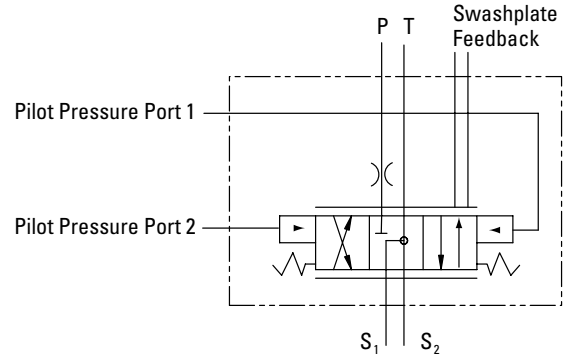 Swashplate
P T Feedback
Pilot Pressure Port 1
Pilot Pressure Port 2
S₁ S₂